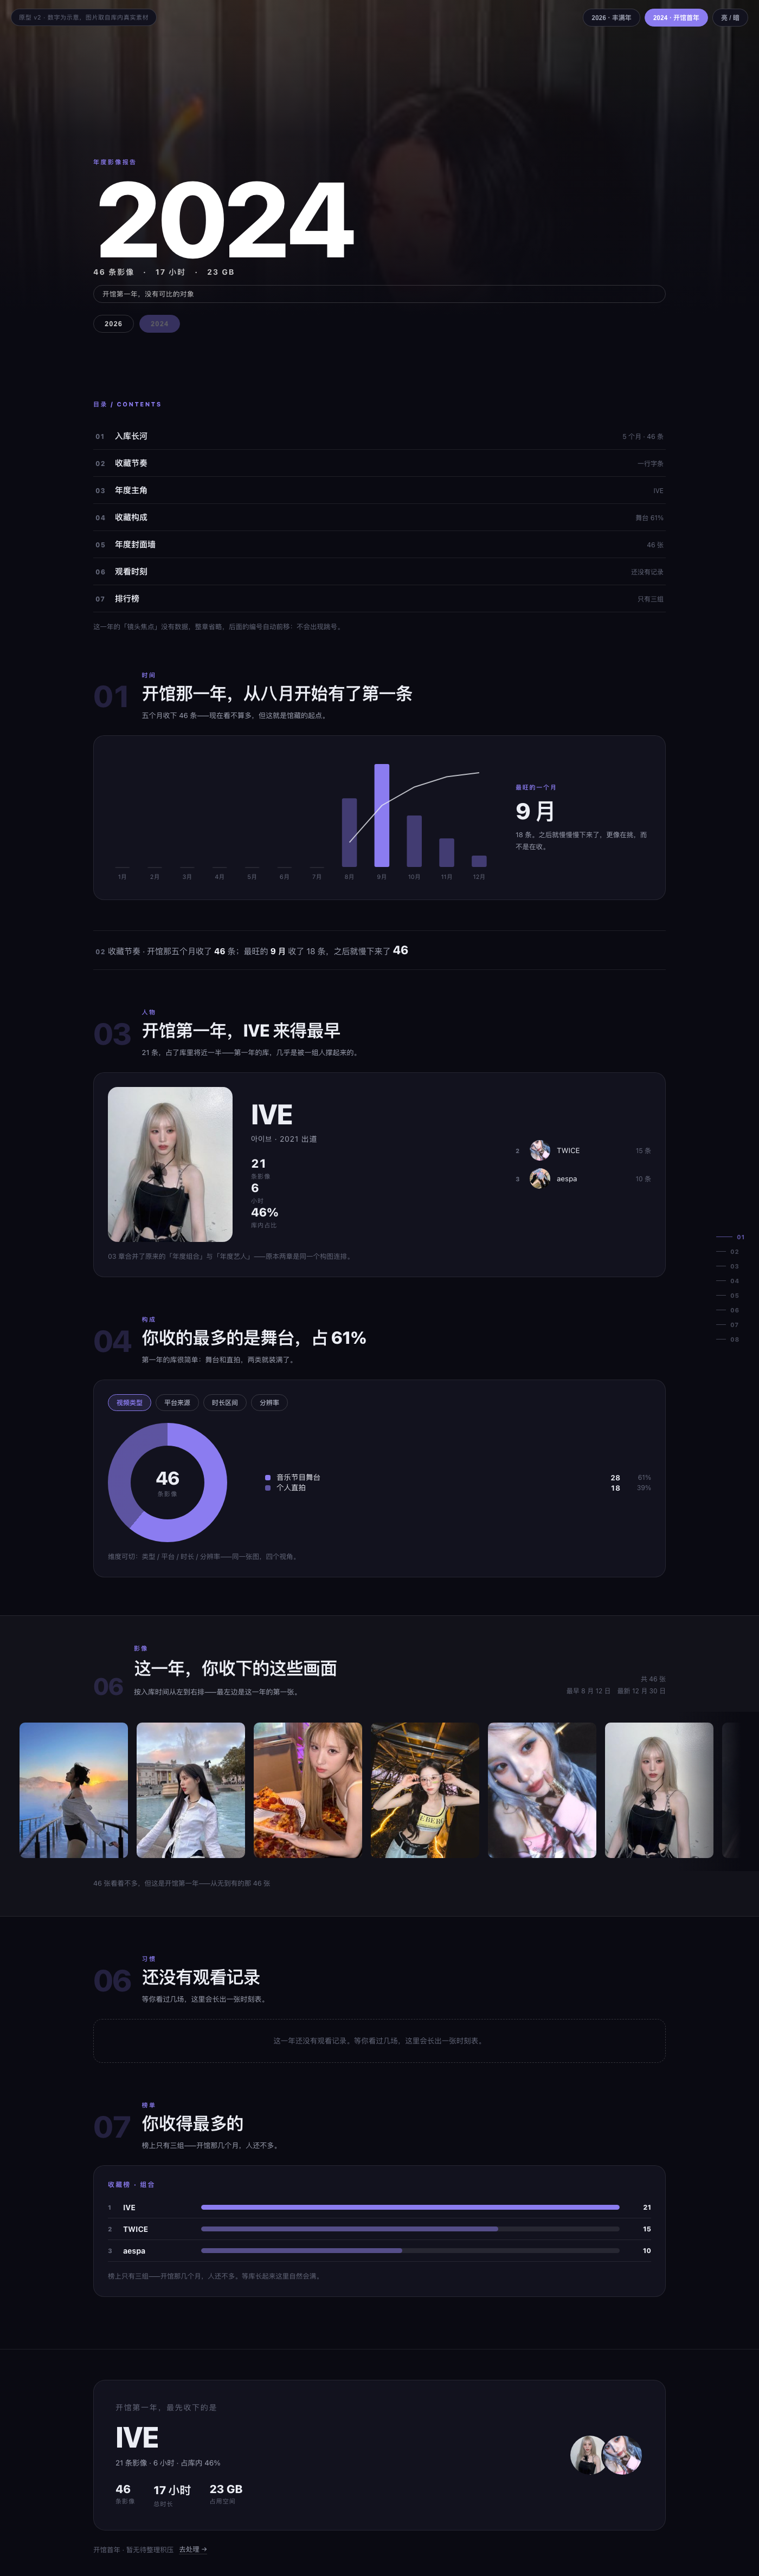 原型 v2 · 数字为示意，图片取自库内真实素材
2026 · 丰满年
2024 · 开馆首年
亮 / 暗
年度影像报告
2024
46 条影像 · 17 小时 · 23 GB
开馆第一年，没有可比的对象
2026
2024
目录 / CONTENTS
01 入库长河 5 个月 · 46 条
02 收藏节奏 一行字条
03 年度主角 IVE
04 收藏构成 舞台 61%
05 年度封面墙 46 张
06 观看时刻 还没有记录
07 排行榜 只有三组
这一年的「镜头焦点」没有数据，整章省略，后面的编号自动前移：不会出现跳号。
时间
01 开馆那一年，从八月开始有了第一条
五个月收下 46 条——现在看不算多，但这就是馆藏的起点。
1月 2月 3月 4月 5月 6月 7月 8月 9月 10月 11月 12月
最旺的一个月
9 月
18 条。之后就慢慢慢下来了，更像在挑，而
不是在收。
02 收藏节奏 · 开馆那五个月收了 46 条；最旺的 9 月 收了 18 条，之后就慢下来了 46
人物
03 开馆第一年，IVE 来得最早
21 条，占了库里将近一半——第一年的库，几乎是被一组人撑起来的。
IVE
아이브 · 2021 出道
21
条影像
6
小时
46%
库内占比
2 TWICE 15 条
3 aespa 10 条
03 章合并了原来的「年度组合」与「年度艺人」——原本两章是同一个构图连排。
01
02
03
04
05
06
07
08
构成
04 你收的最多的是舞台，占 61%
第一年的库很简单：舞台和直拍，两类就装满了。
视频类型
平台来源
时长区间
分辨率
46
条影像
音乐节目舞台 28 61%
个人直拍 18 39%
维度可切：类型 / 平台 / 时长 / 分辨率——同一张图，四个视角。
影像
06 这一年，你收下的这些画面
按入库时间从左到右排——最左边是这一年的第一张。
共 46 张
最早 8 月 12 日 最新 12 月 30 日
46 张看着不多，但这是开馆第一年——从无到有的那 46 张
习惯
06 还没有观看记录
等你看过几场，这里会长出一张时刻表。
这一年还没有观看记录。等你看过几场，这里会长出一张时刻表。
榜单
07 你收得最多的
榜上只有三组——开馆那几个月，人还不多。
收藏榜 · 组合
1 IVE 21
2 TWICE 15
3 aespa 10
榜上只有三组——开馆那几个月，人还不多。等库长起来这里自然会满。
开馆第一年，最先收下的是
IVE
21 条影像 · 6 小时 · 占库内 46%
46
条影像
17 小时
总时长
23 GB
占用空间
开馆首年 · 暂无待整理积压 去处理 →